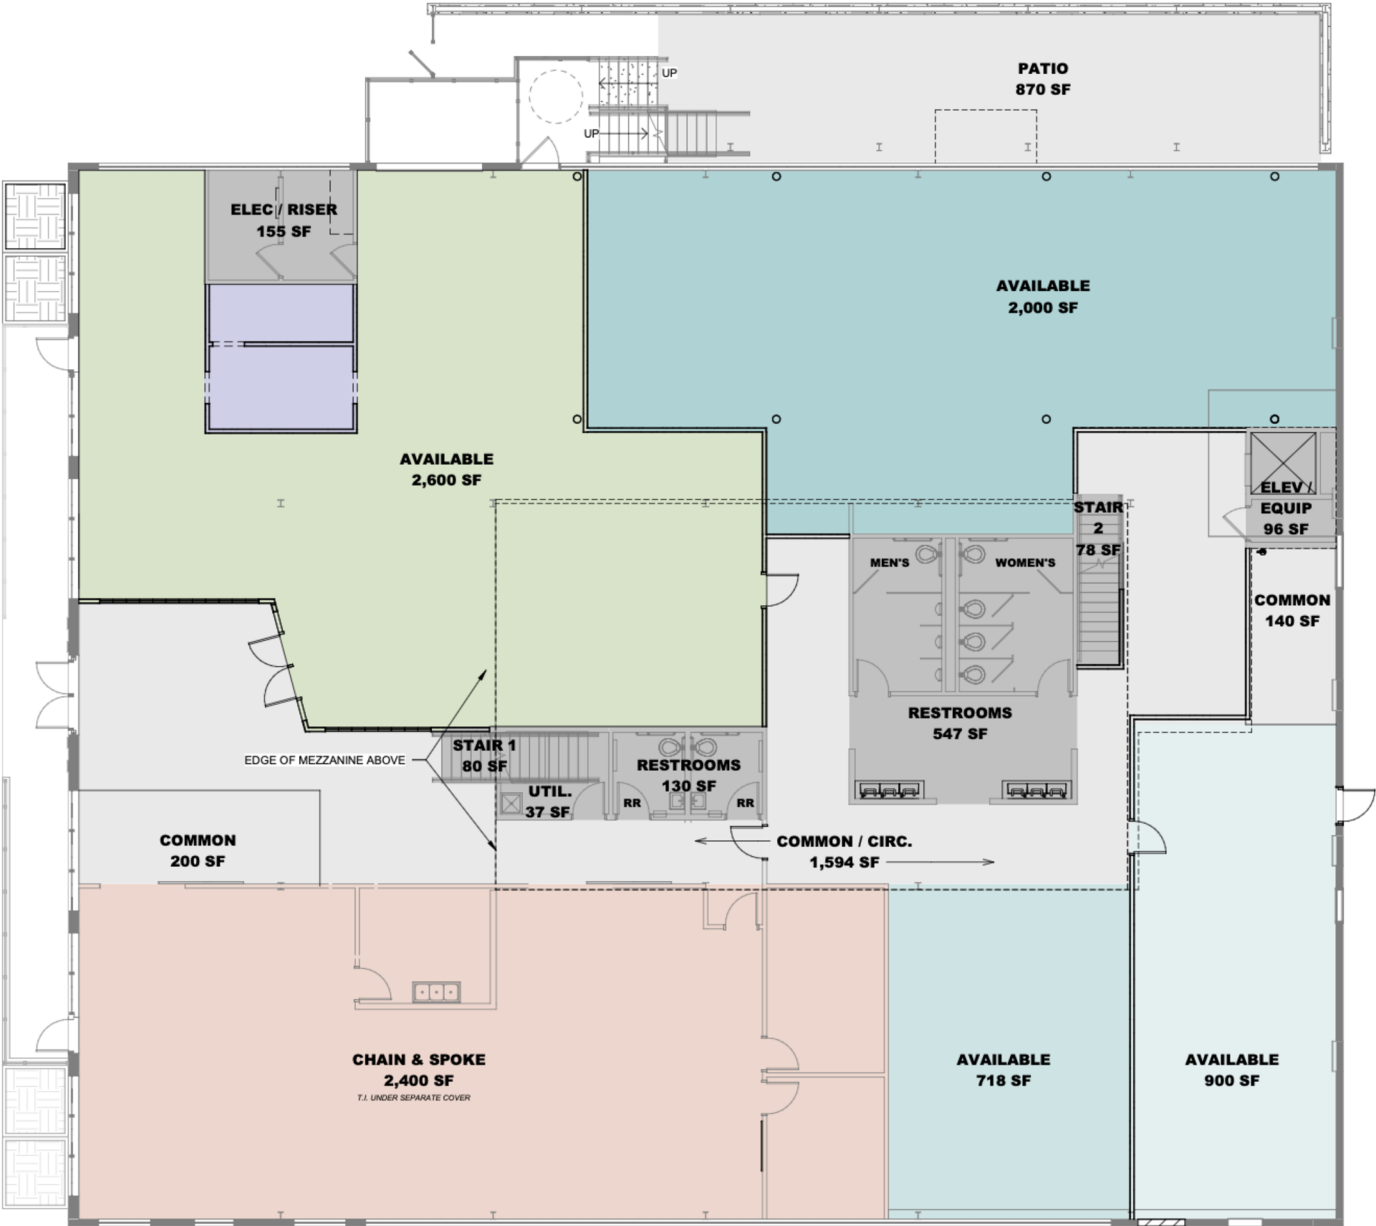 PATIO
870 SF
UP
UP
ELEC / RISER
155 SF
AVAILABLE
2,000 SF
AVAILABLE
2,600 SF
ELEV /
EQUIP
96 SF
STAIR
2
78 SF
MEN'S
WOMEN'S
COMMON
140 SF
RESTROOMS
547 SF
EDGE OF MEZZANINE ABOVE
STAIR 1
80 SF
RESTROOMS
130 SF
UTIL.
37 SF
RR
RR
COMMON
200 SF
COMMON / CIRC.
1,594 SF
CHAIN & SPOKE
2,400 SF
T.I. UNDER SEPARATE COVER
AVAILABLE
718 SF
AVAILABLE
900 SF